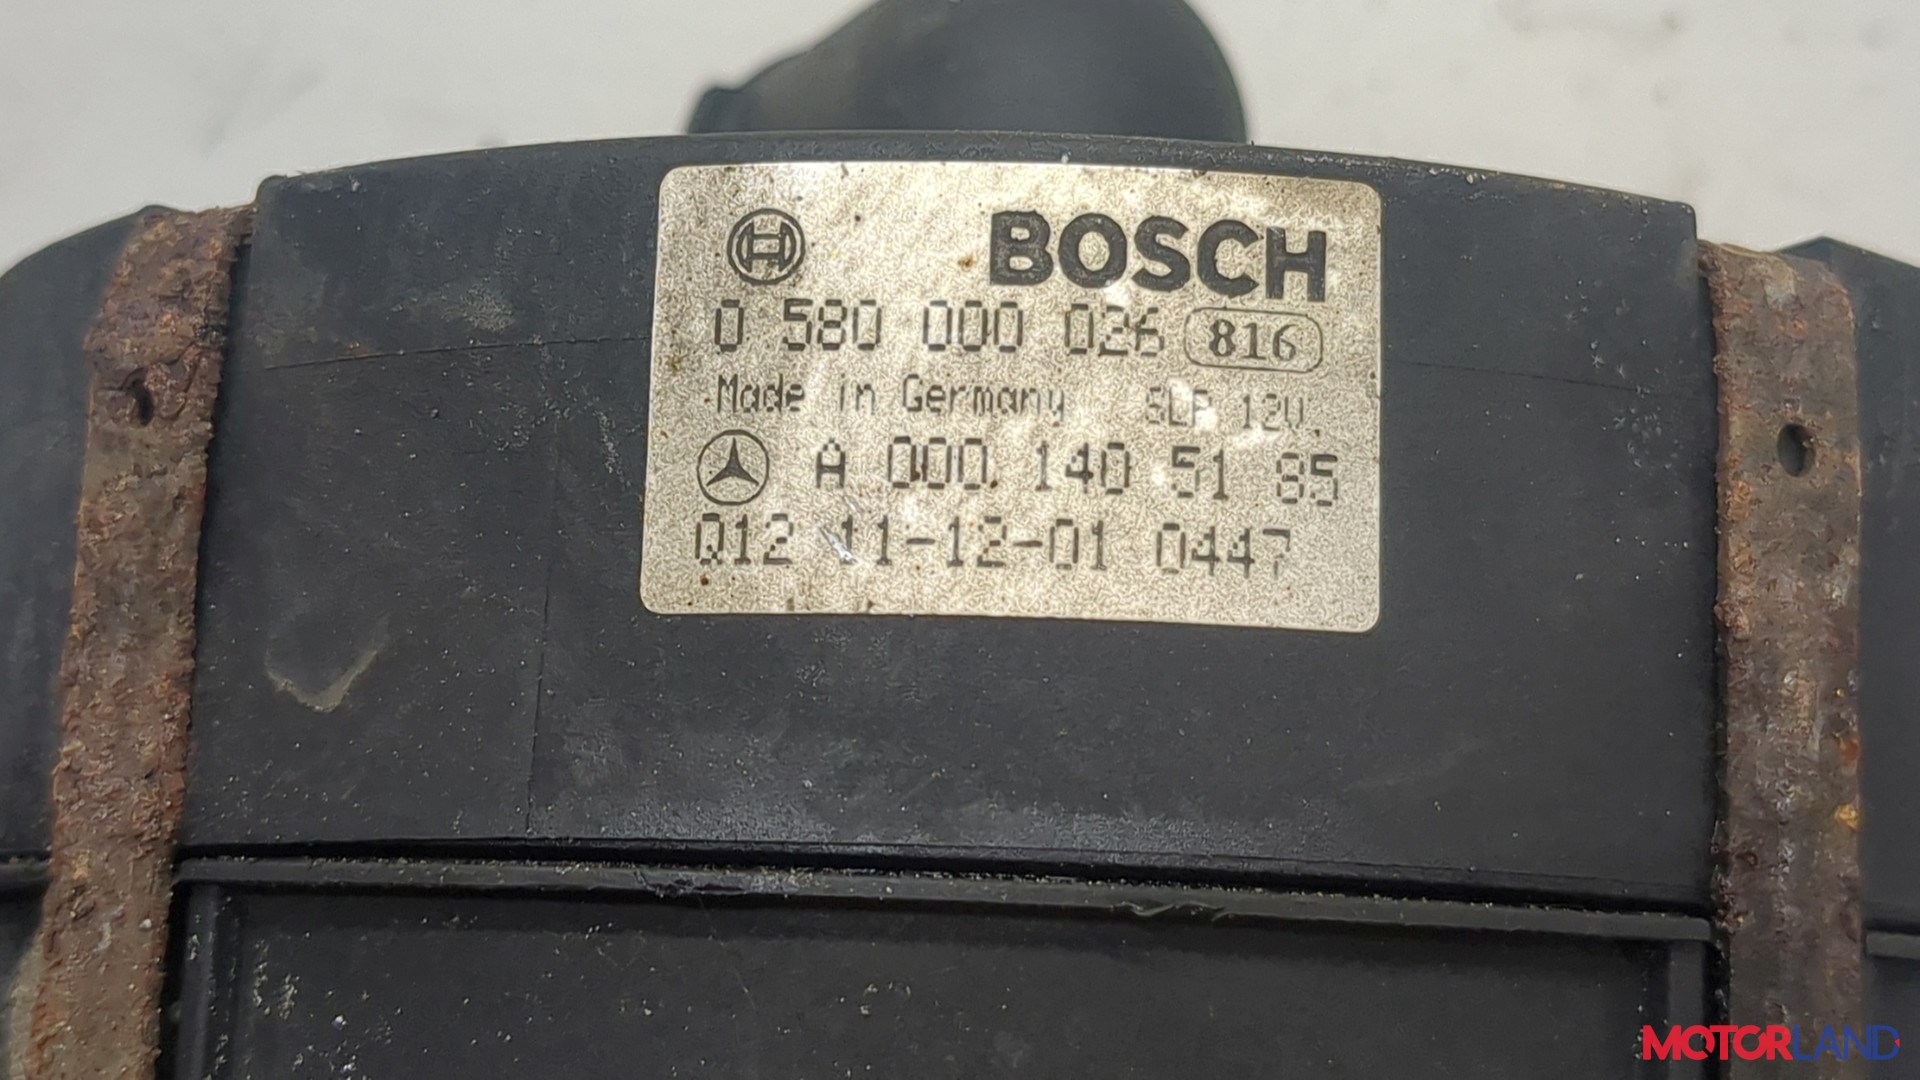 BOSCH
0 580 000 026 816
Made in Germany SLP 12V.
A 000 140 51 85
Q12 11-12-01 0447
MOTORLAND